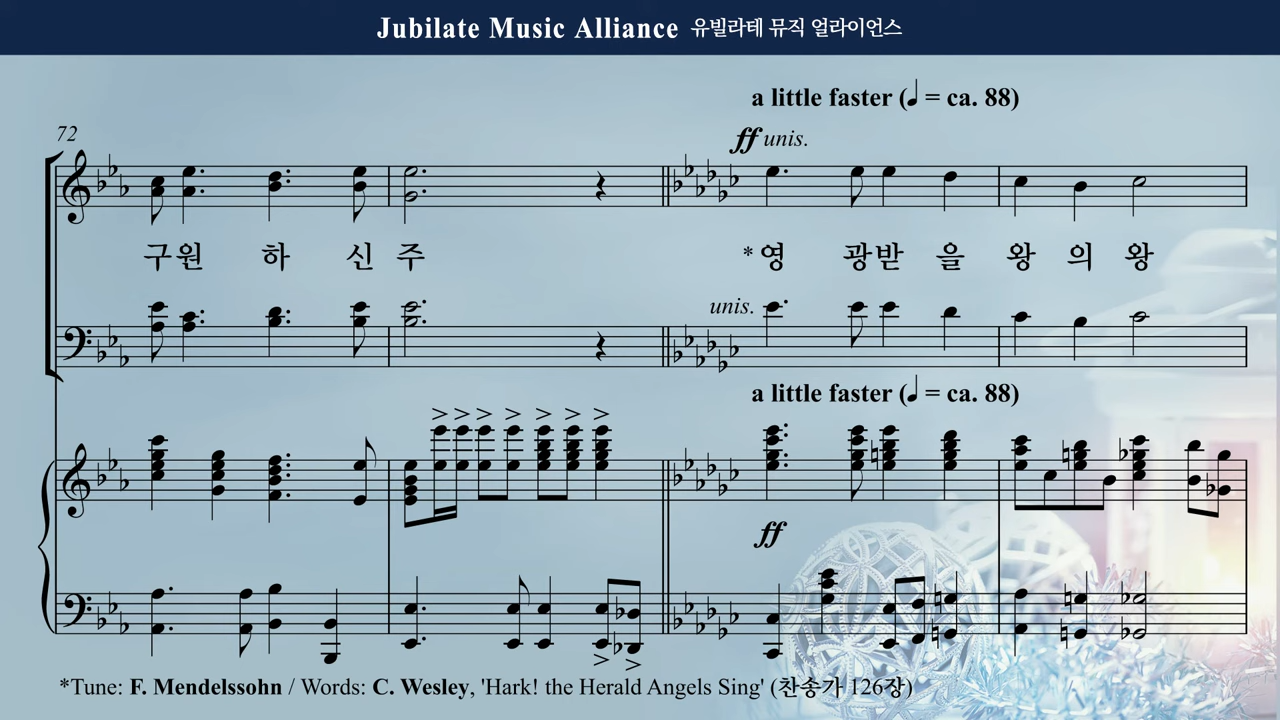 Jubilate Music Alliance 유빌라테 뮤직 얼라이언스
a little faster (♩ = ca. 88)
72
ff unis.
구원 하 신 주 *영 광받 을 왕 의 왕
unis.
a little faster (♩ = ca. 88)
ff
*Tune: F. Mendelssohn / Words: C. Wesley, 'Hark! the Herald Angels Sing' (찬송가 126장)